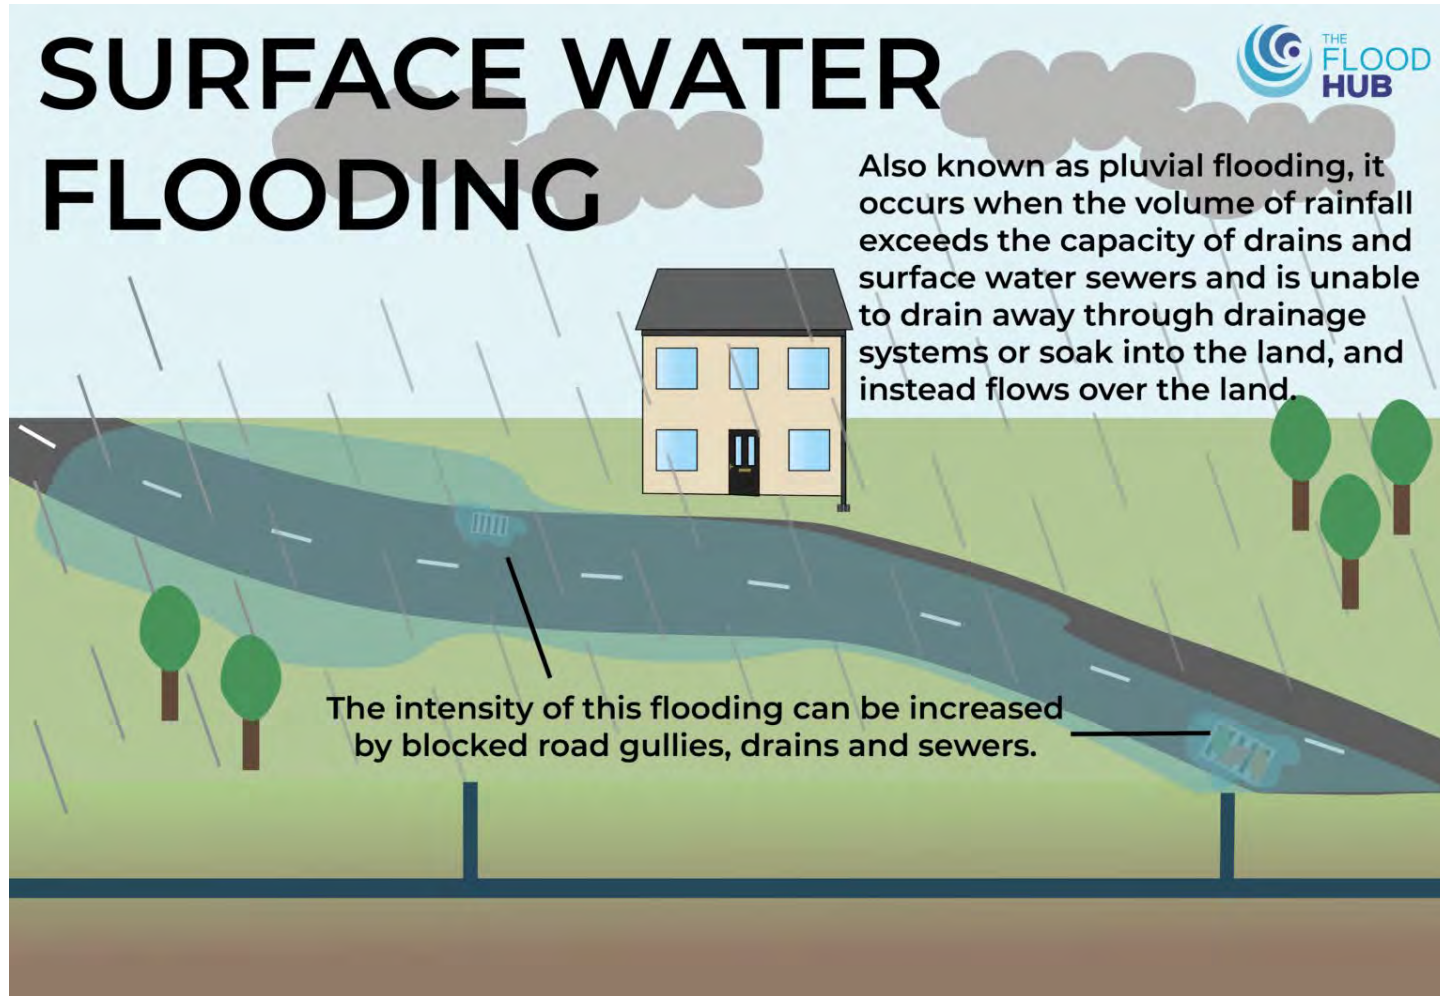 SURFACE WATER
FLOODING
THE
FLOOD
HUB
Also known as pluvial flooding, it
occurs when the volume of rainfall
exceeds the capacity of drains and
surface water sewers and is unable
to drain away through drainage
systems or soak into the land, and
instead flows over the land.
The intensity of this flooding can be increased
by blocked road gullies, drains and sewers.